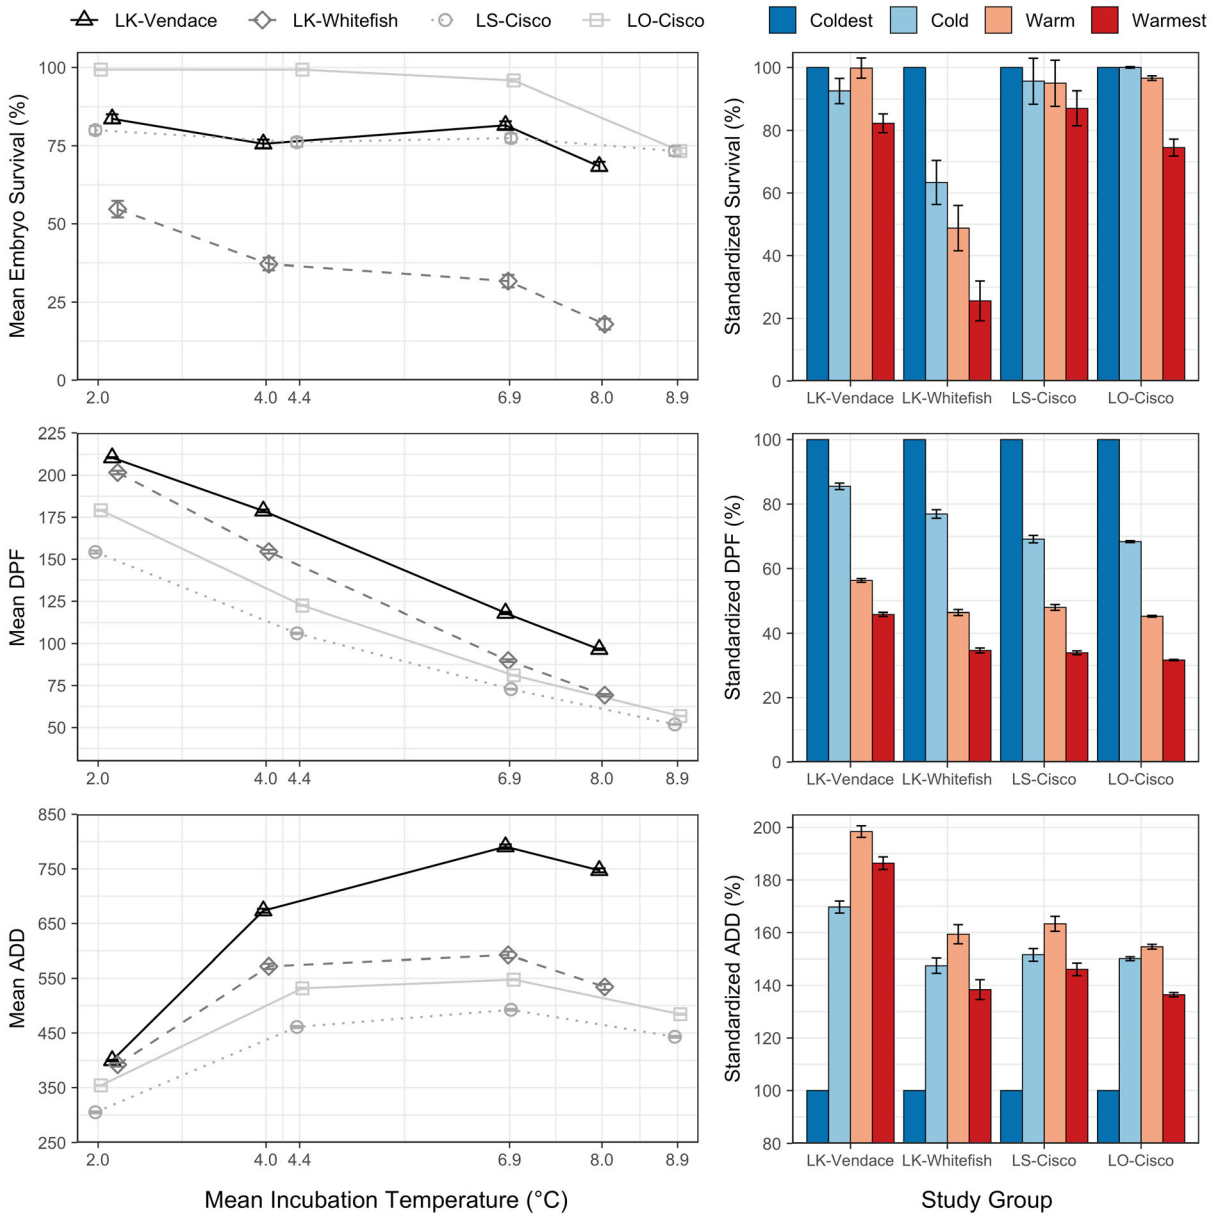 LK-Vendace LK-Whitefish LS-Cisco LO-Cisco
Coldest Cold Warm Warmest
Mean Embryo Survival (%)
100
75
50
25
0
2.0 4.0 4.4 6.9 8.0 8.9
Standardized Survival (%)
100
80
60
40
20
0
LK-Vendace LK-Whitefish LS-Cisco LO-Cisco
Mean DPF
225
200
175
150
125
100
75
50
2.0 4.0 4.4 6.9 8.0 8.9
Standardized DPF (%)
100
80
60
40
20
0
LK-Vendace LK-Whitefish LS-Cisco LO-Cisco
Mean ADD
850
750
650
550
450
350
250
2.0 4.0 4.4 6.9 8.0 8.9
Mean Incubation Temperature (°C)
Standardized ADD (%)
200
180
160
140
120
100
80
LK-Vendace LK-Whitefish LS-Cisco LO-Cisco
Study Group